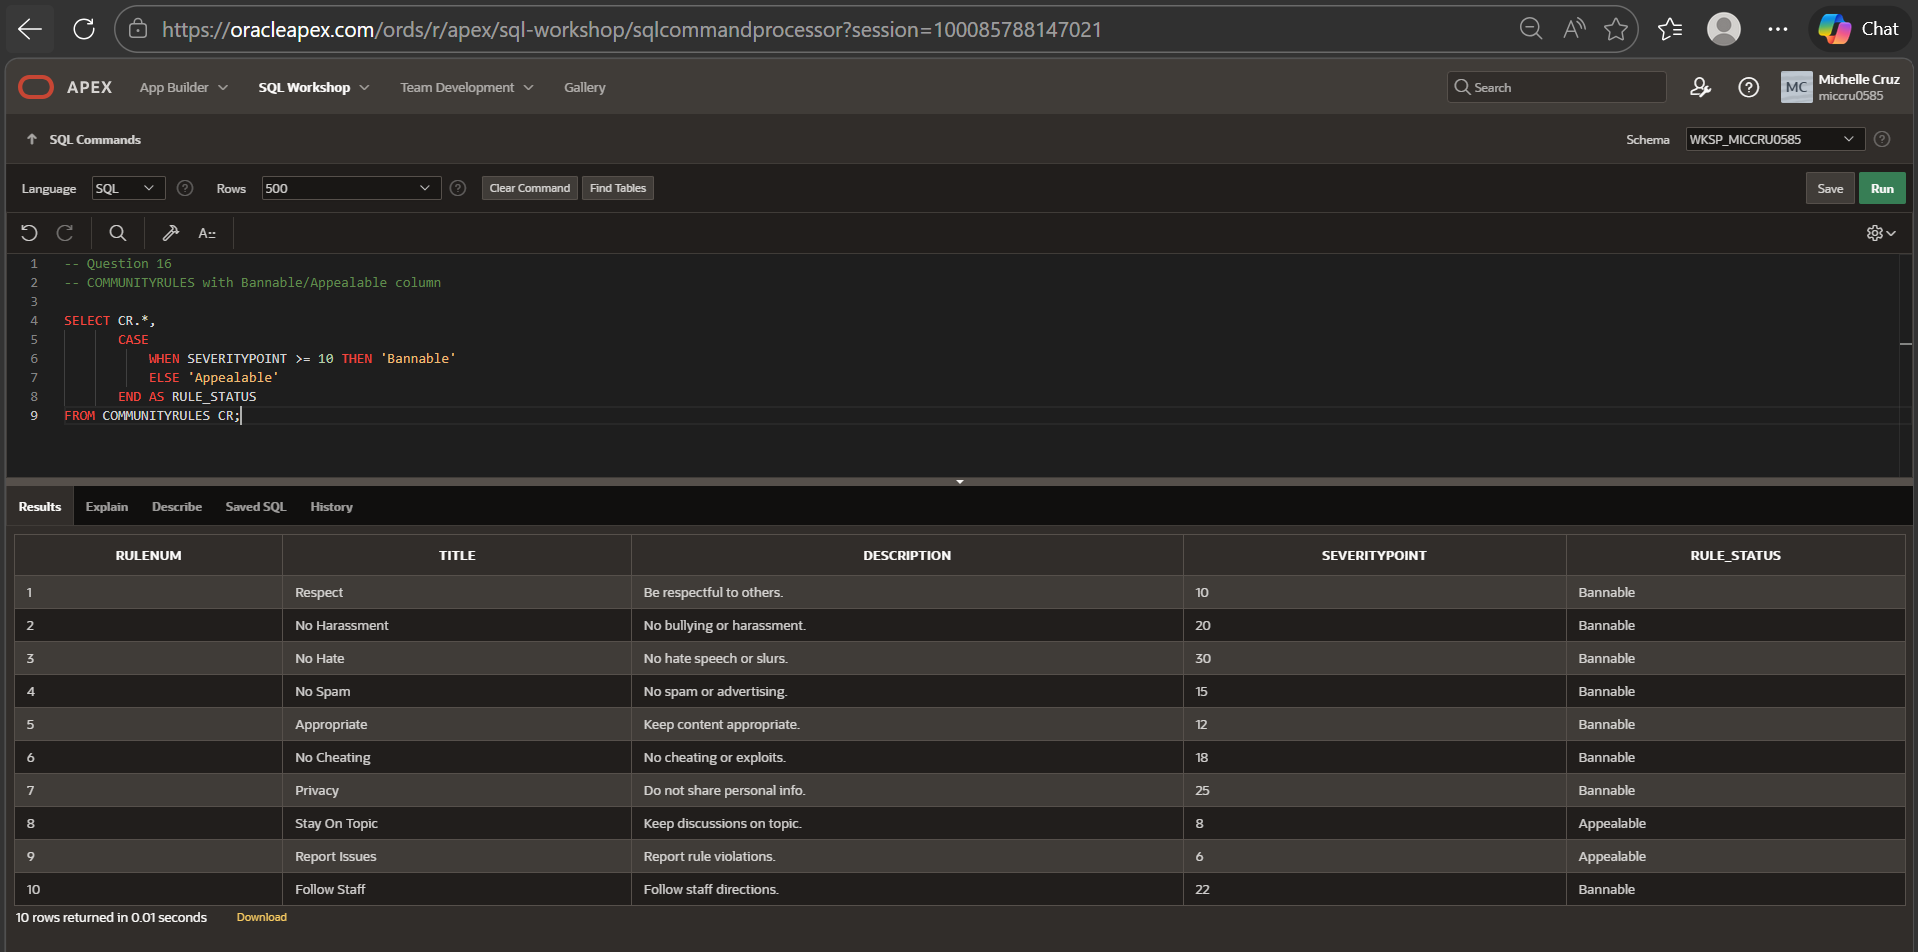 https://oracleapex.com/ords/r/apex/sql-workshop/sqlcommandprocessor?session=100085788147021
Chat
APEX App Builder SQL Workshop Team Development Gallery Search MC Michelle Cruz
miccru0585
SQL Commands Schema WKSP_MICCRU0585
Language SQL Rows 500 Clear Command Find Tables Save Run
1 -- Question 16
2 -- COMMUNITYRULES with Bannable/Appealable column
3
4 SELECT CR.*,
5 CASE
6 WHEN SEVERITYPOINT >= 10 THEN 'Bannable'
7 ELSE 'Appealable'
8 END AS RULE_STATUS
9 FROM COMMUNITYRULES CR;
Results Explain Describe Saved SQL History
RULENUM TITLE DESCRIPTION SEVERITYPOINT RULE_STATUS
1 Respect Be respectful to others. 10 Bannable
2 No Harassment No bullying or harassment. 20 Bannable
3 No Hate No hate speech or slurs. 30 Bannable
4 No Spam No spam or advertising. 15 Bannable
5 Appropriate Keep content appropriate. 12 Bannable
6 No Cheating No cheating or exploits. 18 Bannable
7 Privacy Do not share personal info. 25 Bannable
8 Stay On Topic Keep discussions on topic. 8 Appealable
9 Report Issues Report rule violations. 6 Appealable
10 Follow Staff Follow staff directions. 22 Bannable
10 rows returned in 0.01 seconds Download